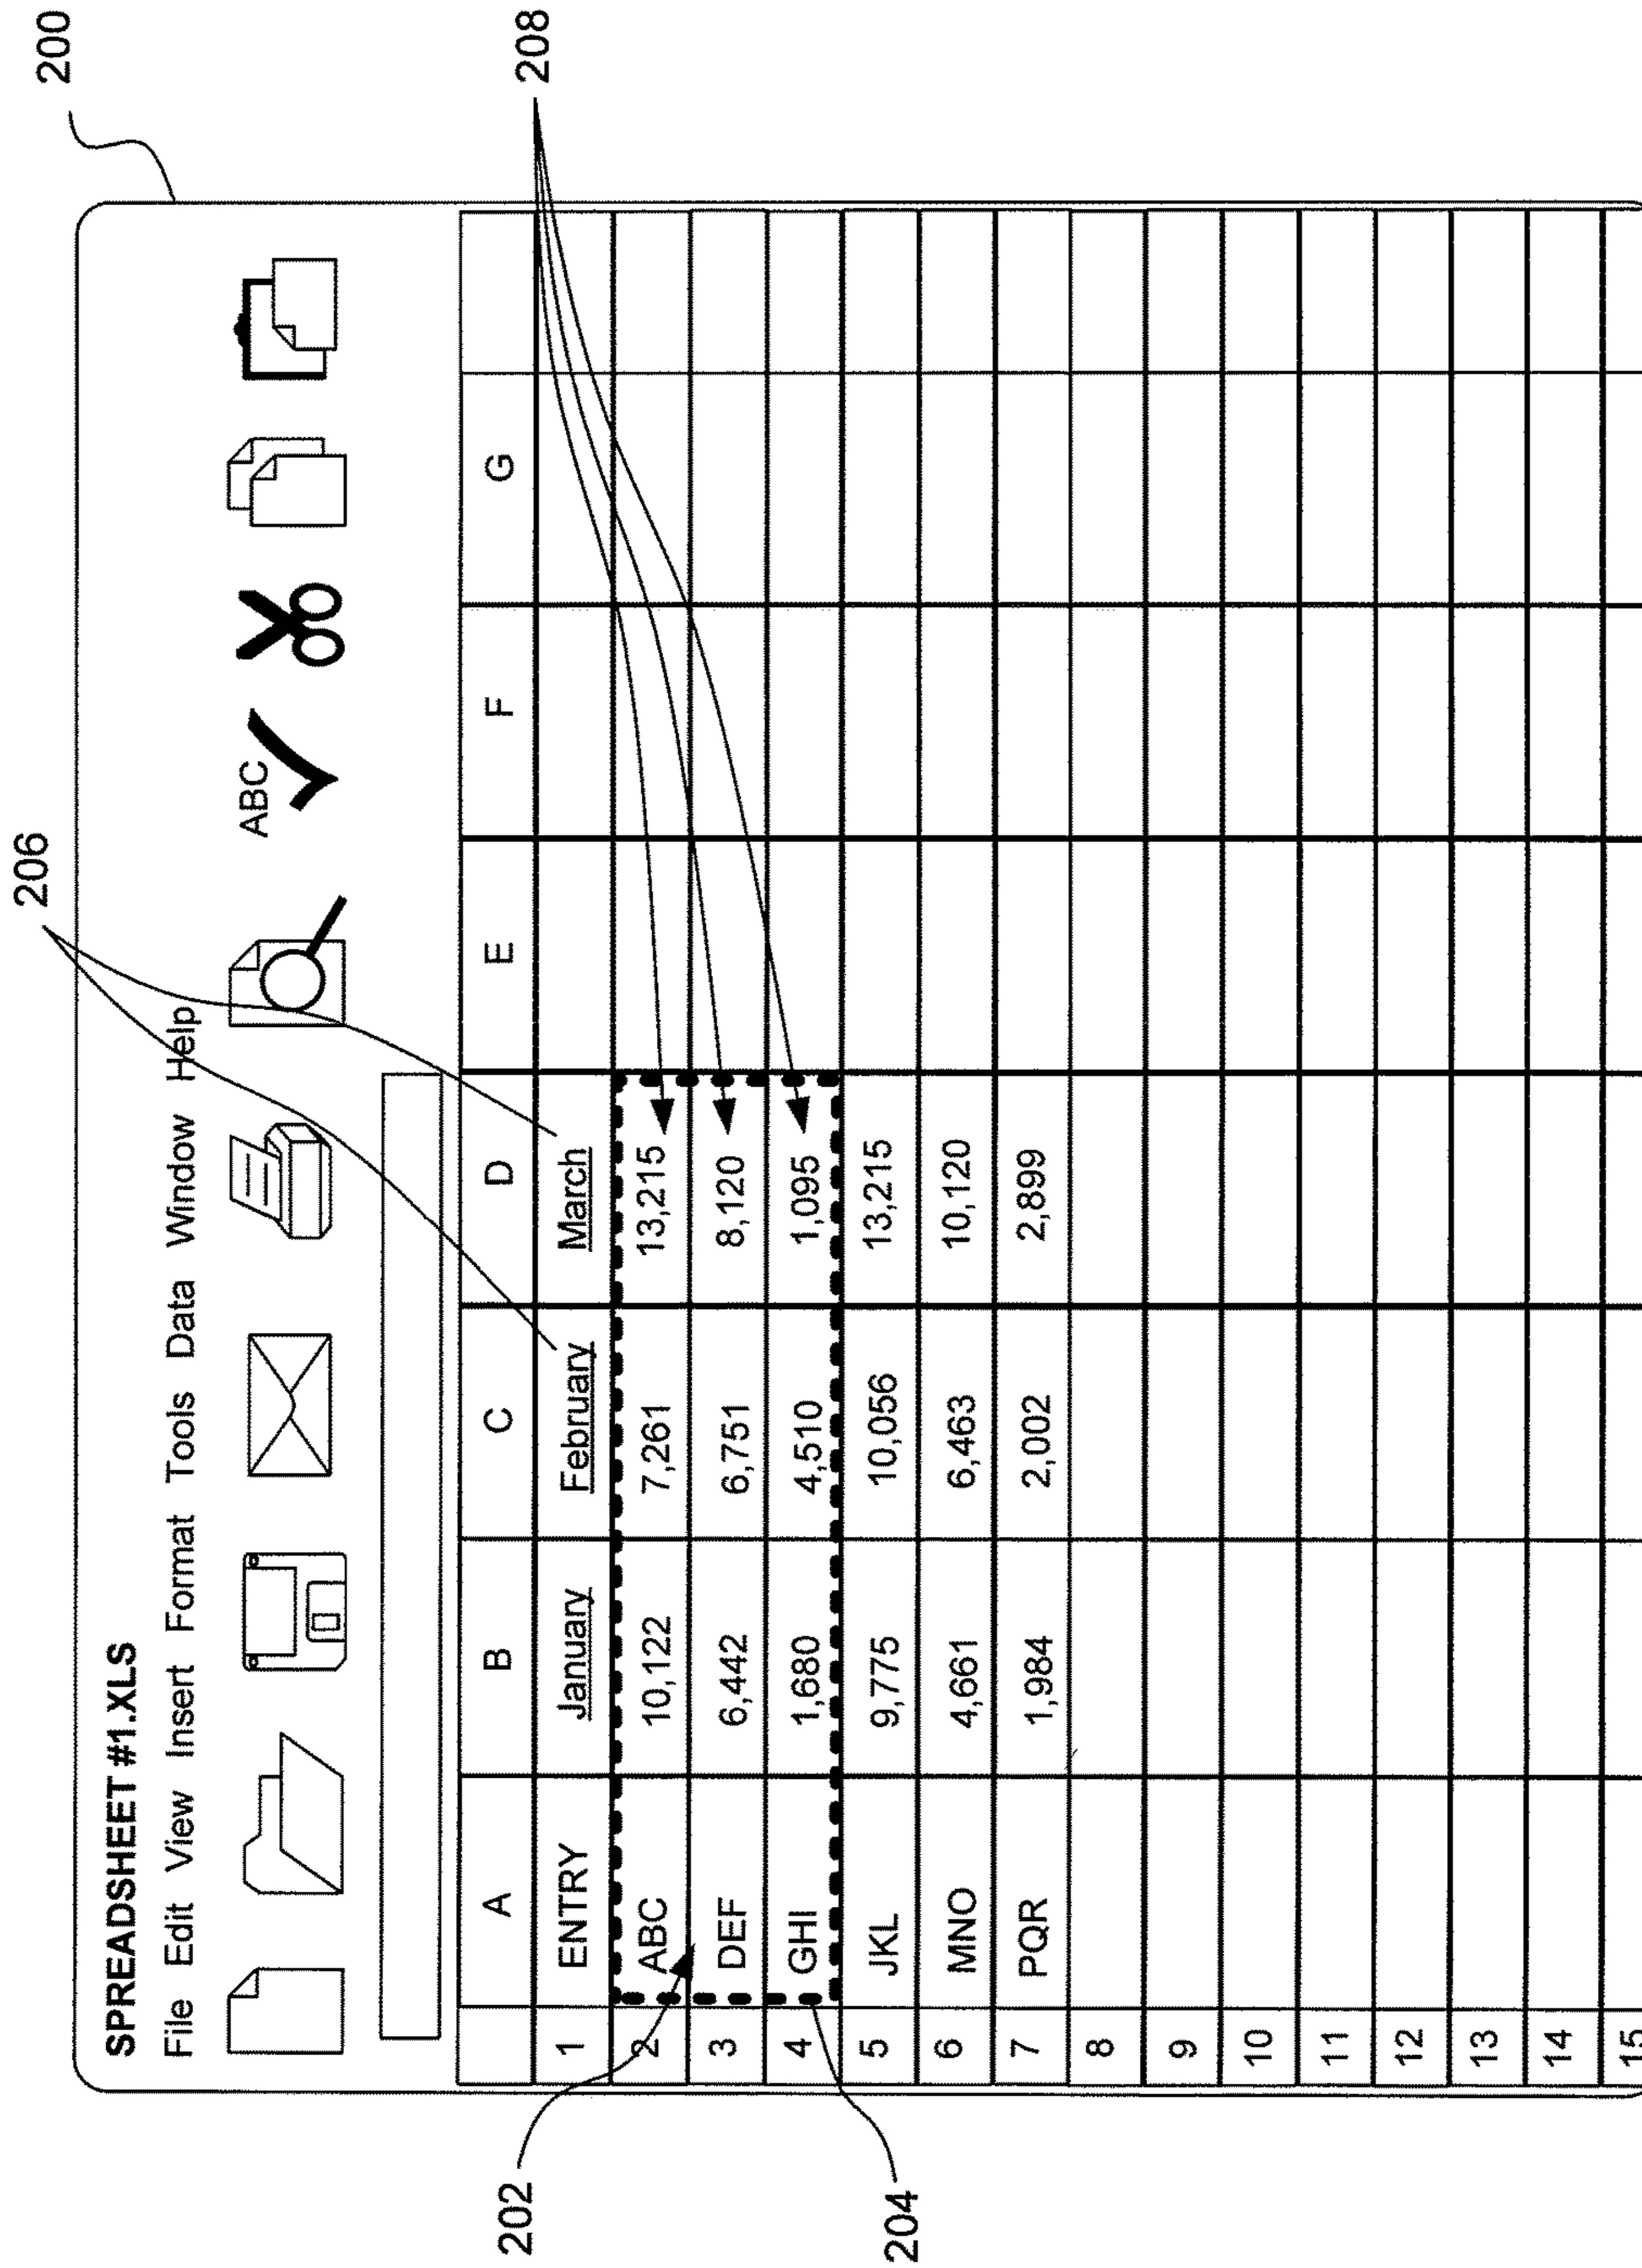 200
206
SPREADSHEET #1.XLS
File Edit View Insert Format Tools Data Window Help
ABC
208
A B C D E F G
1 ENTRY January February March
2 ABC 10,122 7,261 13,215
3 DEF 6,442 6,751 8,120
4 GHI 1,680 4,510 1,095
5 JKL 9,775 10,056 13,215
6 MNO 4,661 6,463 10,120
7 PQR 1,984 2,002 2,899
8
9
10
11
12
13
14
15
202
204